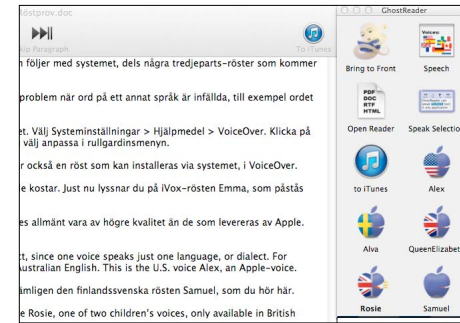 östprov.doc
GhostReader
ip Paragraph
To iTunes
n följer med systemet, dels några tredjeparts-röster som kommer
problem när ord på ett annat språk är infällda, till exempel ordet
et. Välj Systeminställningar > Hjälpmedel > VoiceOver. Klicka på
välj anpassa i rullgardinsmenyn.
r också en röst som kan installeras via systemet, i VoiceOver.
e kostar. Just nu lyssnar du på iVox-rösten Emma, som påstås
es allmänt vara av högre kvalitet än de som levereras av Apple.
t, since one voice speaks just one language, or dialect. For
Australian English. This is the U.S. voice Alex, an Apple-voice.
ämligen den finlandssvenska rösten Samuel, som du hör här.
e Rosie, one of two children's voices, only available in British
Voices:
Bring to Front
Speech
PDF
DOC
RTF
HTML
Open Reader
Speak Selectio
to iTunes
Alex
Alva
QueenElizabet
Rosie
Samuel